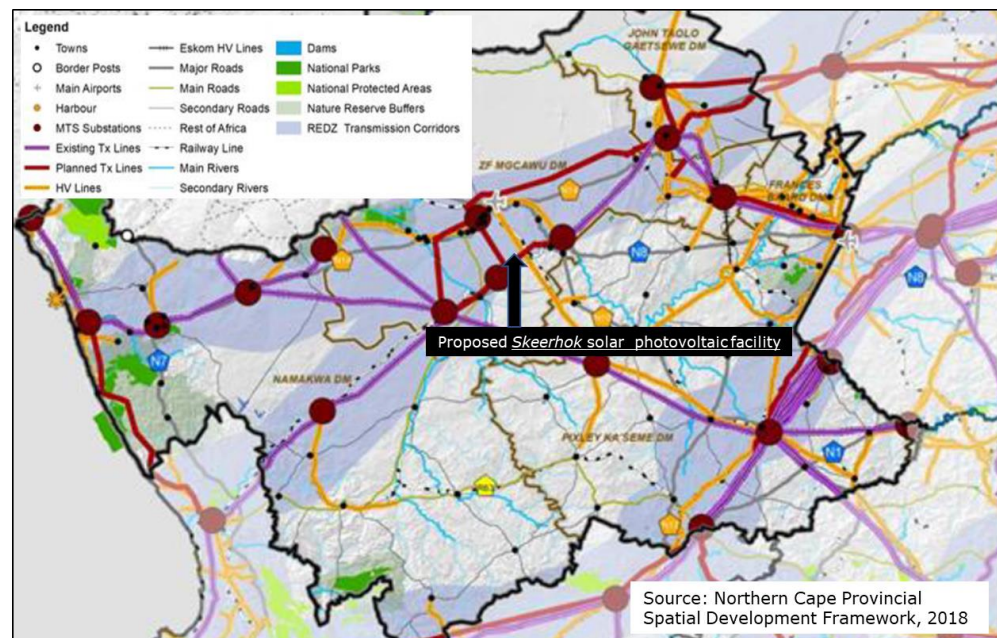 Legend
Towns
Border Posts
Main Airports
Harbour
MTS Substations
Existing Tx Lines
Planned Tx Lines
HV Lines
Eskom HV Lines
Major Roads
Main Roads
Secondary Roads
Rest of Africa
Railway Line
Main Rivers
Secondary Rivers
Dams
National Parks
National Protected Areas
Nature Reserve Buffers
REDZ Transmission Corridors
JOHN TAOLO
GAETSEWE DM
ZF MGCAWU DM
FRANCES
BAARD DM
N14
N8
N8
N14
Proposed Skeerhok solar photovoltaic facility
N7
NAMAKWA DM
PIXLEY KA SEME DM
N1
R63
Source: Northern Cape Provincial
Spatial Development Framework, 2018